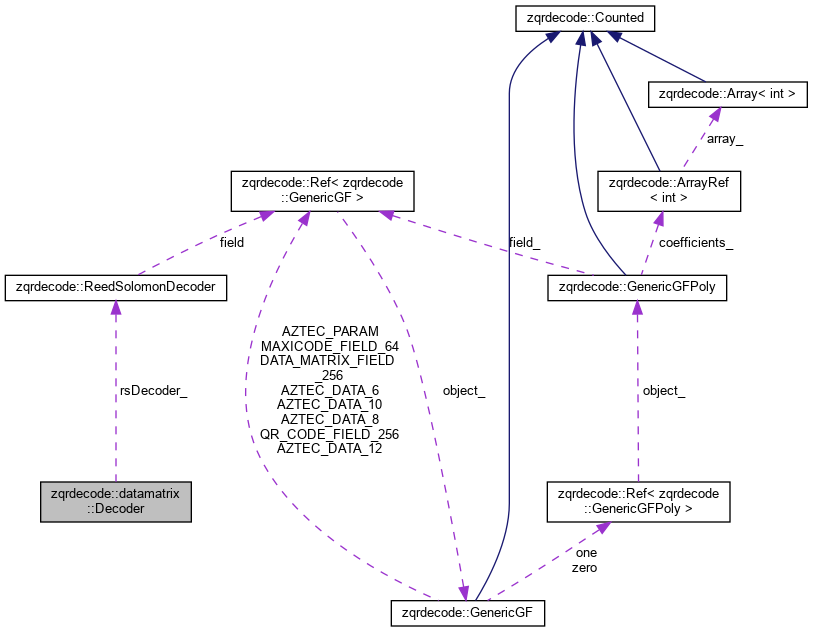 zqrdecode::Counted
zqrdecode::Array< int >
array_
zqrdecode::Ref< zqrdecode
::GenericGF >
zqrdecode::ArrayRef
< int >
field
field_
coefficients_
zqrdecode::ReedSolomonDecoder
zqrdecode::GenericGFPoly
AZTEC_PARAM
MAXICODE_FIELD_64
DATA_MATRIX_FIELD
_256
AZTEC_DATA_6
AZTEC_DATA_10
AZTEC_DATA_8
QR_CODE_FIELD_256
AZTEC_DATA_12
rsDecoder_
object_
object_
zqrdecode::datamatrix
::Decoder
zqrdecode::Ref< zqrdecode
::GenericGFPoly >
one
zero
zqrdecode::GenericGF